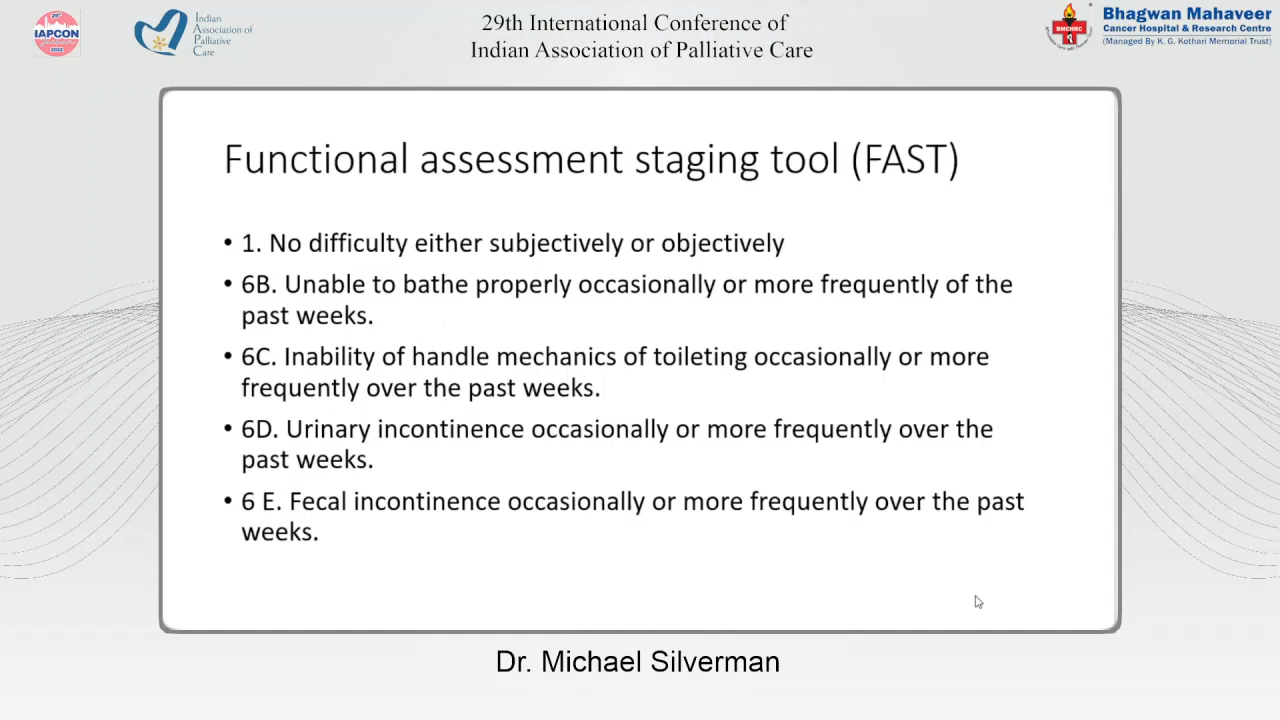 29th
IAPCON
2022
Indian
Association of
Palliative
Care
29th International Conference of
Indian Association of Palliative Care
BMCHRC
Bhagwan Mahaveer
Cancer Hospital & Research Centre
(Managed By K. G. Kothari Memorial Trust)
Functional assessment staging tool (FAST)
• 1. No difficulty either subjectively or objectively
• 6B. Unable to bathe properly occasionally or more frequently of the
past weeks.
• 6C. Inability of handle mechanics of toileting occasionally or more
frequently over the past weeks.
• 6D. Urinary incontinence occasionally or more frequently over the
past weeks.
• 6 E. Fecal incontinence occasionally or more frequently over the past
weeks.
Dr. Michael Silverman